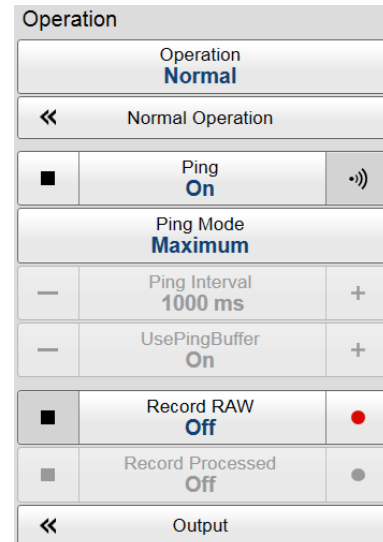 Operation
Operation
Normal
Normal Operation
Ping
On
Ping Mode
Maximum
Ping Interval
1000 ms
UsePingBuffer
On
Record RAW
Off
Record Processed
Off
Output